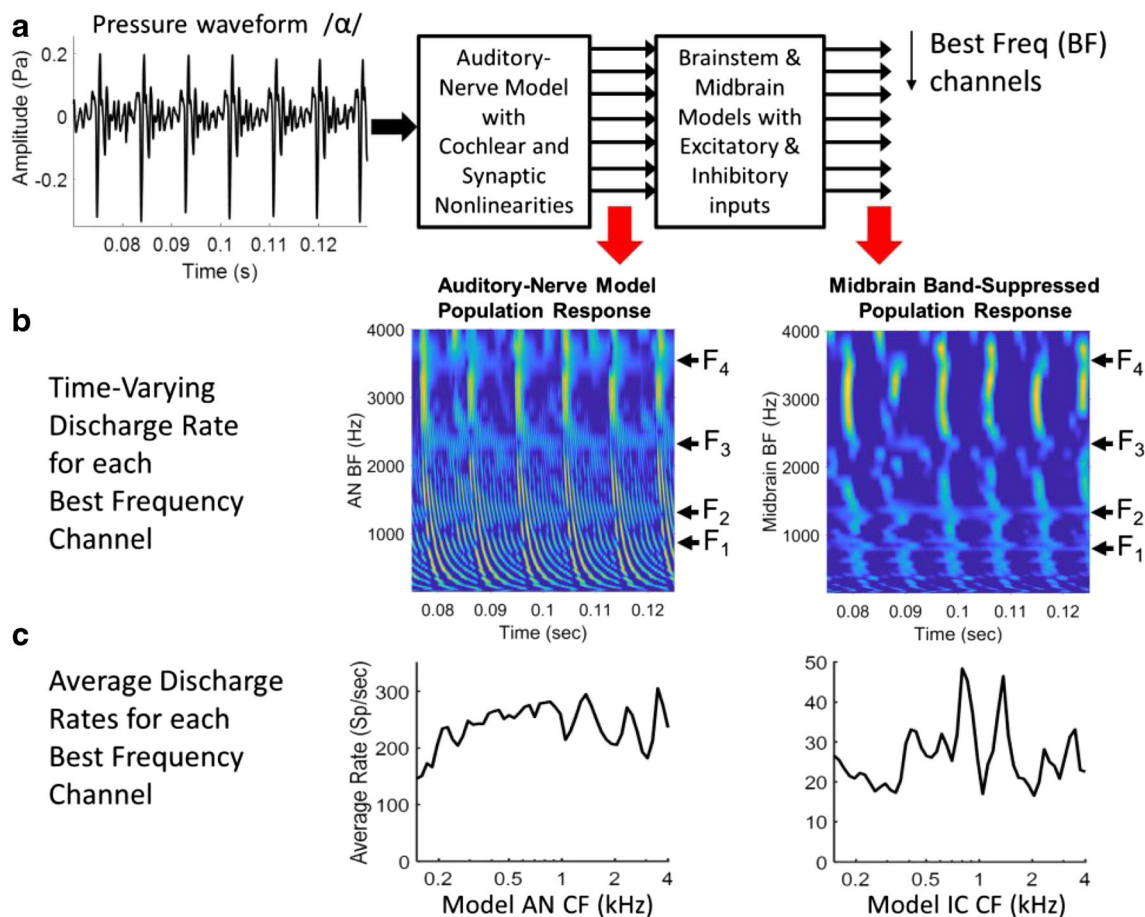 a
Pressure waveform /α/
Amplitude (Pa)
0.2
0
-0.2
0.08 0.09 0.1 0.11 0.12
Time (s)
Auditory-
Nerve Model
with
Cochlear and
Synaptic
Nonlinearities
Brainstem &
Midbrain
Models with
Excitatory &
Inhibitory
inputs
Best Freq (BF)
channels
b
Time-Varying
Discharge Rate
for each
Best Frequency
Channel
Auditory-Nerve Model
Population Response
AN BF (Hz)
4000
3000
2000
1000
0.08 0.09 0.1 0.11 0.12
Time (sec)
F4
F3
F2
F1
Midbrain Band-Suppressed
Population Response
Midbrain BF (Hz)
4000
3000
2000
1000
0.08 0.09 0.1 0.11 0.12
Time (sec)
F4
F3
F2
F1
c
Average Discharge
Rates for each
Best Frequency
Channel
Average Rate (Sp/sec)
300
200
100
0
0.2 0.5 1 2 4
Model AN CF (kHz)
50
40
30
20
10
0
0.2 0.5 1 2 4
Model IC CF (kHz)